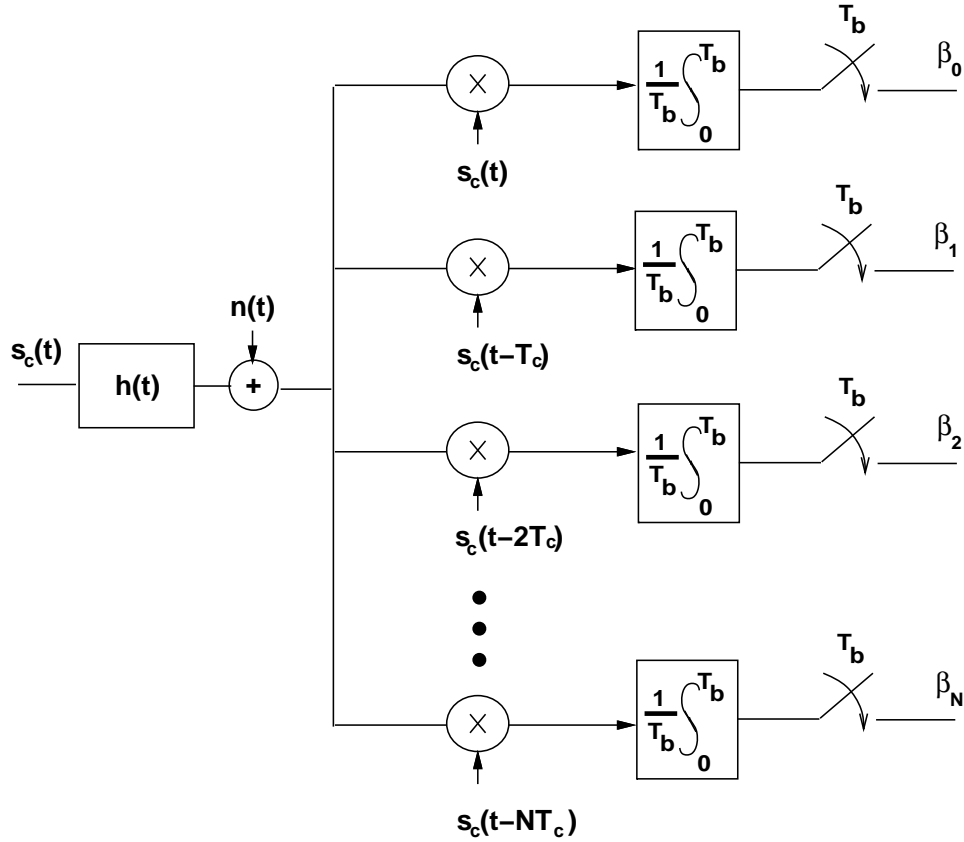 T_b
1/T_b ∫_0^T_b
β_0
s_c(t)
T_b
1/T_b ∫_0^T_b
β_1
n(t)
s_c(t)
s_c(t−T_c)
h(t)
+
T_b
1/T_b ∫_0^T_b
β_2
s_c(t−2T_c)
T_b
1/T_b ∫_0^T_b
β_N
s_c(t−NT_c)